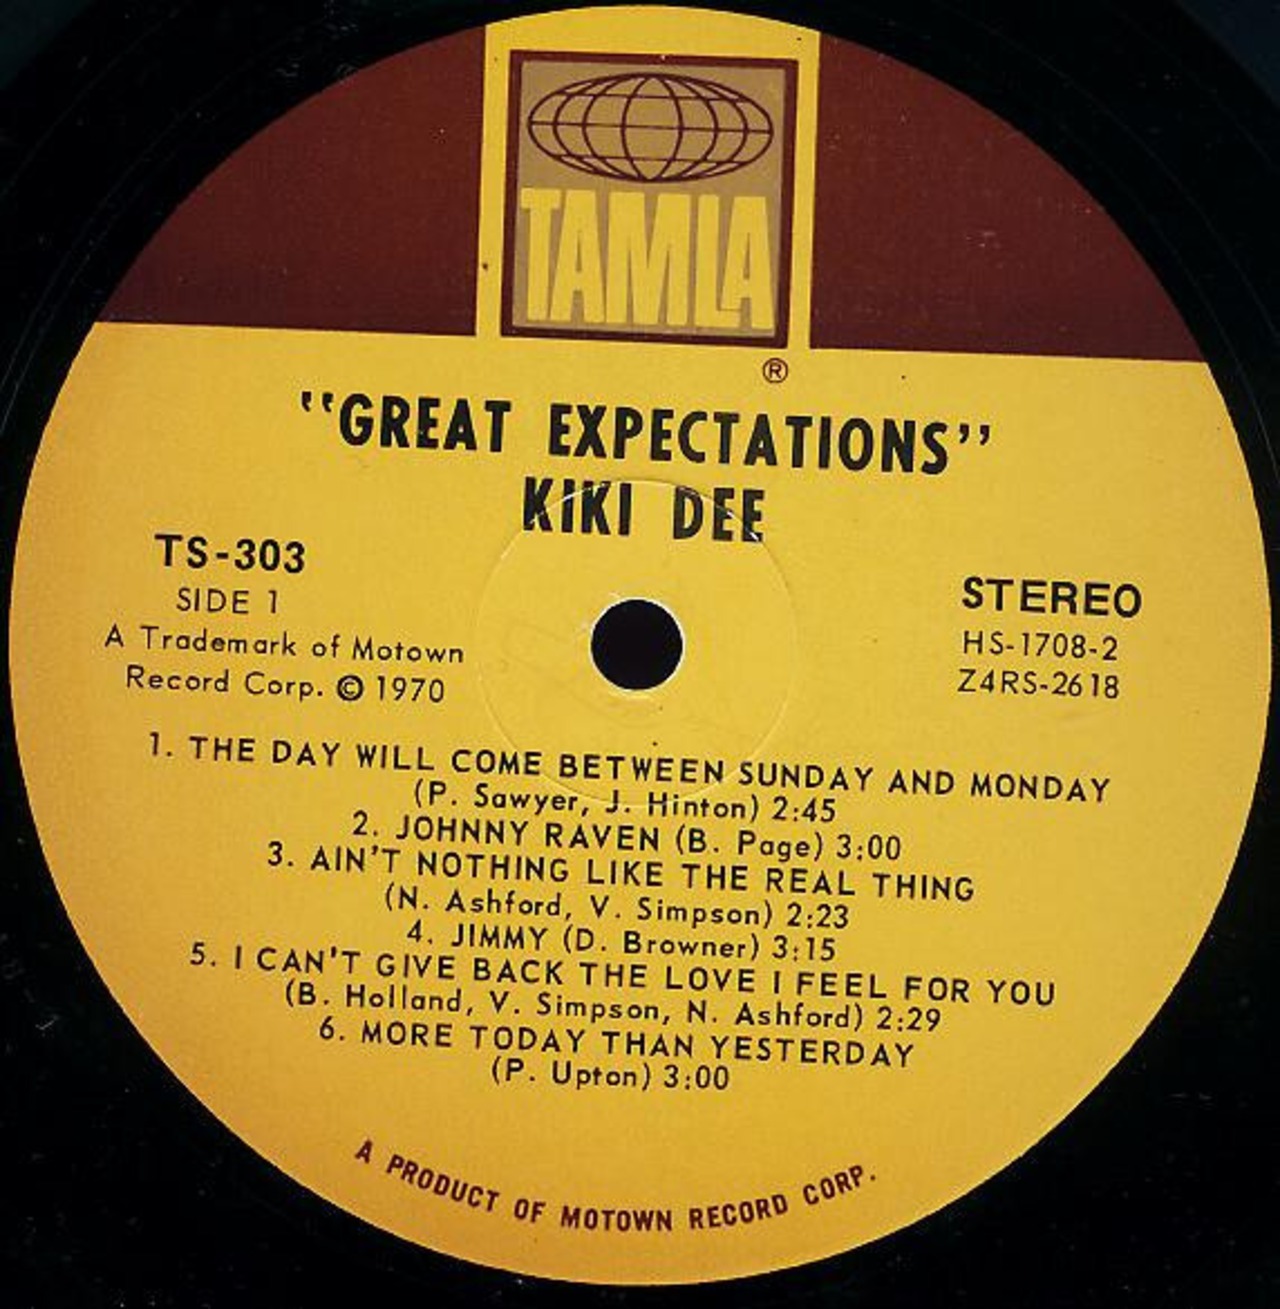 TAMLA
®
"GREAT EXPECTATIONS"
KIKI DEE
TS-303
SIDE 1
A Trademark of Motown
Record Corp. © 1970
STEREO
HS-1708-2
Z4RS-2618
1. THE DAY WILL COME BETWEEN SUNDAY AND MONDAY
(P. Sawyer, J. Hinton) 2:45
2. JOHNNY RAVEN (B. Page) 3:00
3. AIN'T NOTHING LIKE THE REAL THING
(N. Ashford, V. Simpson) 2:23
4. JIMMY (D. Browner) 3:15
5. I CAN'T GIVE BACK THE LOVE I FEEL FOR YOU
(B. Holland, V. Simpson, N. Ashford) 2:29
6. MORE TODAY THAN YESTERDAY
(P. Upton) 3:00
A PRODUCT OF MOTOWN RECORD CORP.